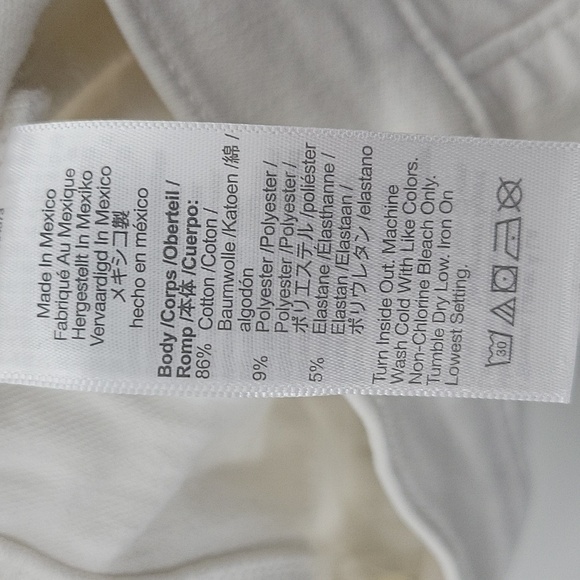 Made In Mexico
Fabriqué Au Mexique
Hergestellt In Mexiko
Vervaardigd In Mexico
メキシコ製
hecho en méxico
Body /Corps /Oberteil /
Romp /本体 /Cuerpo:
86% Cotton /Coton /
Baumwolle /Katoen /綿 /
algodón
9% Polyester /Polyester /
Polyester /Polyester /
ポリエステル /poliéster
5% Elastane /Élasthanne /
Elastan /Elastaan /
ポリウレタン /elastano
Turn Inside Out. Machine
Wash Cold With Like Colors.
Non-Chlorine Bleach Only.
Tumble Dry Low. Iron On
Lowest Setting.
30